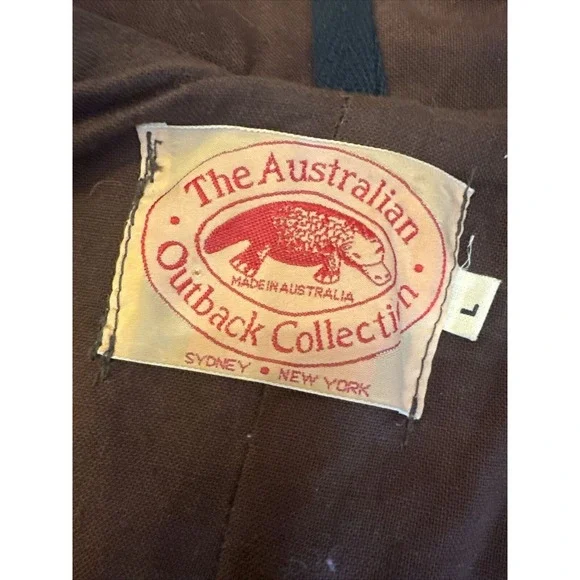 • The Australian •
MADE IN AUSTRALIA
Outback Collection
SYDNEY • NEW YORK
L